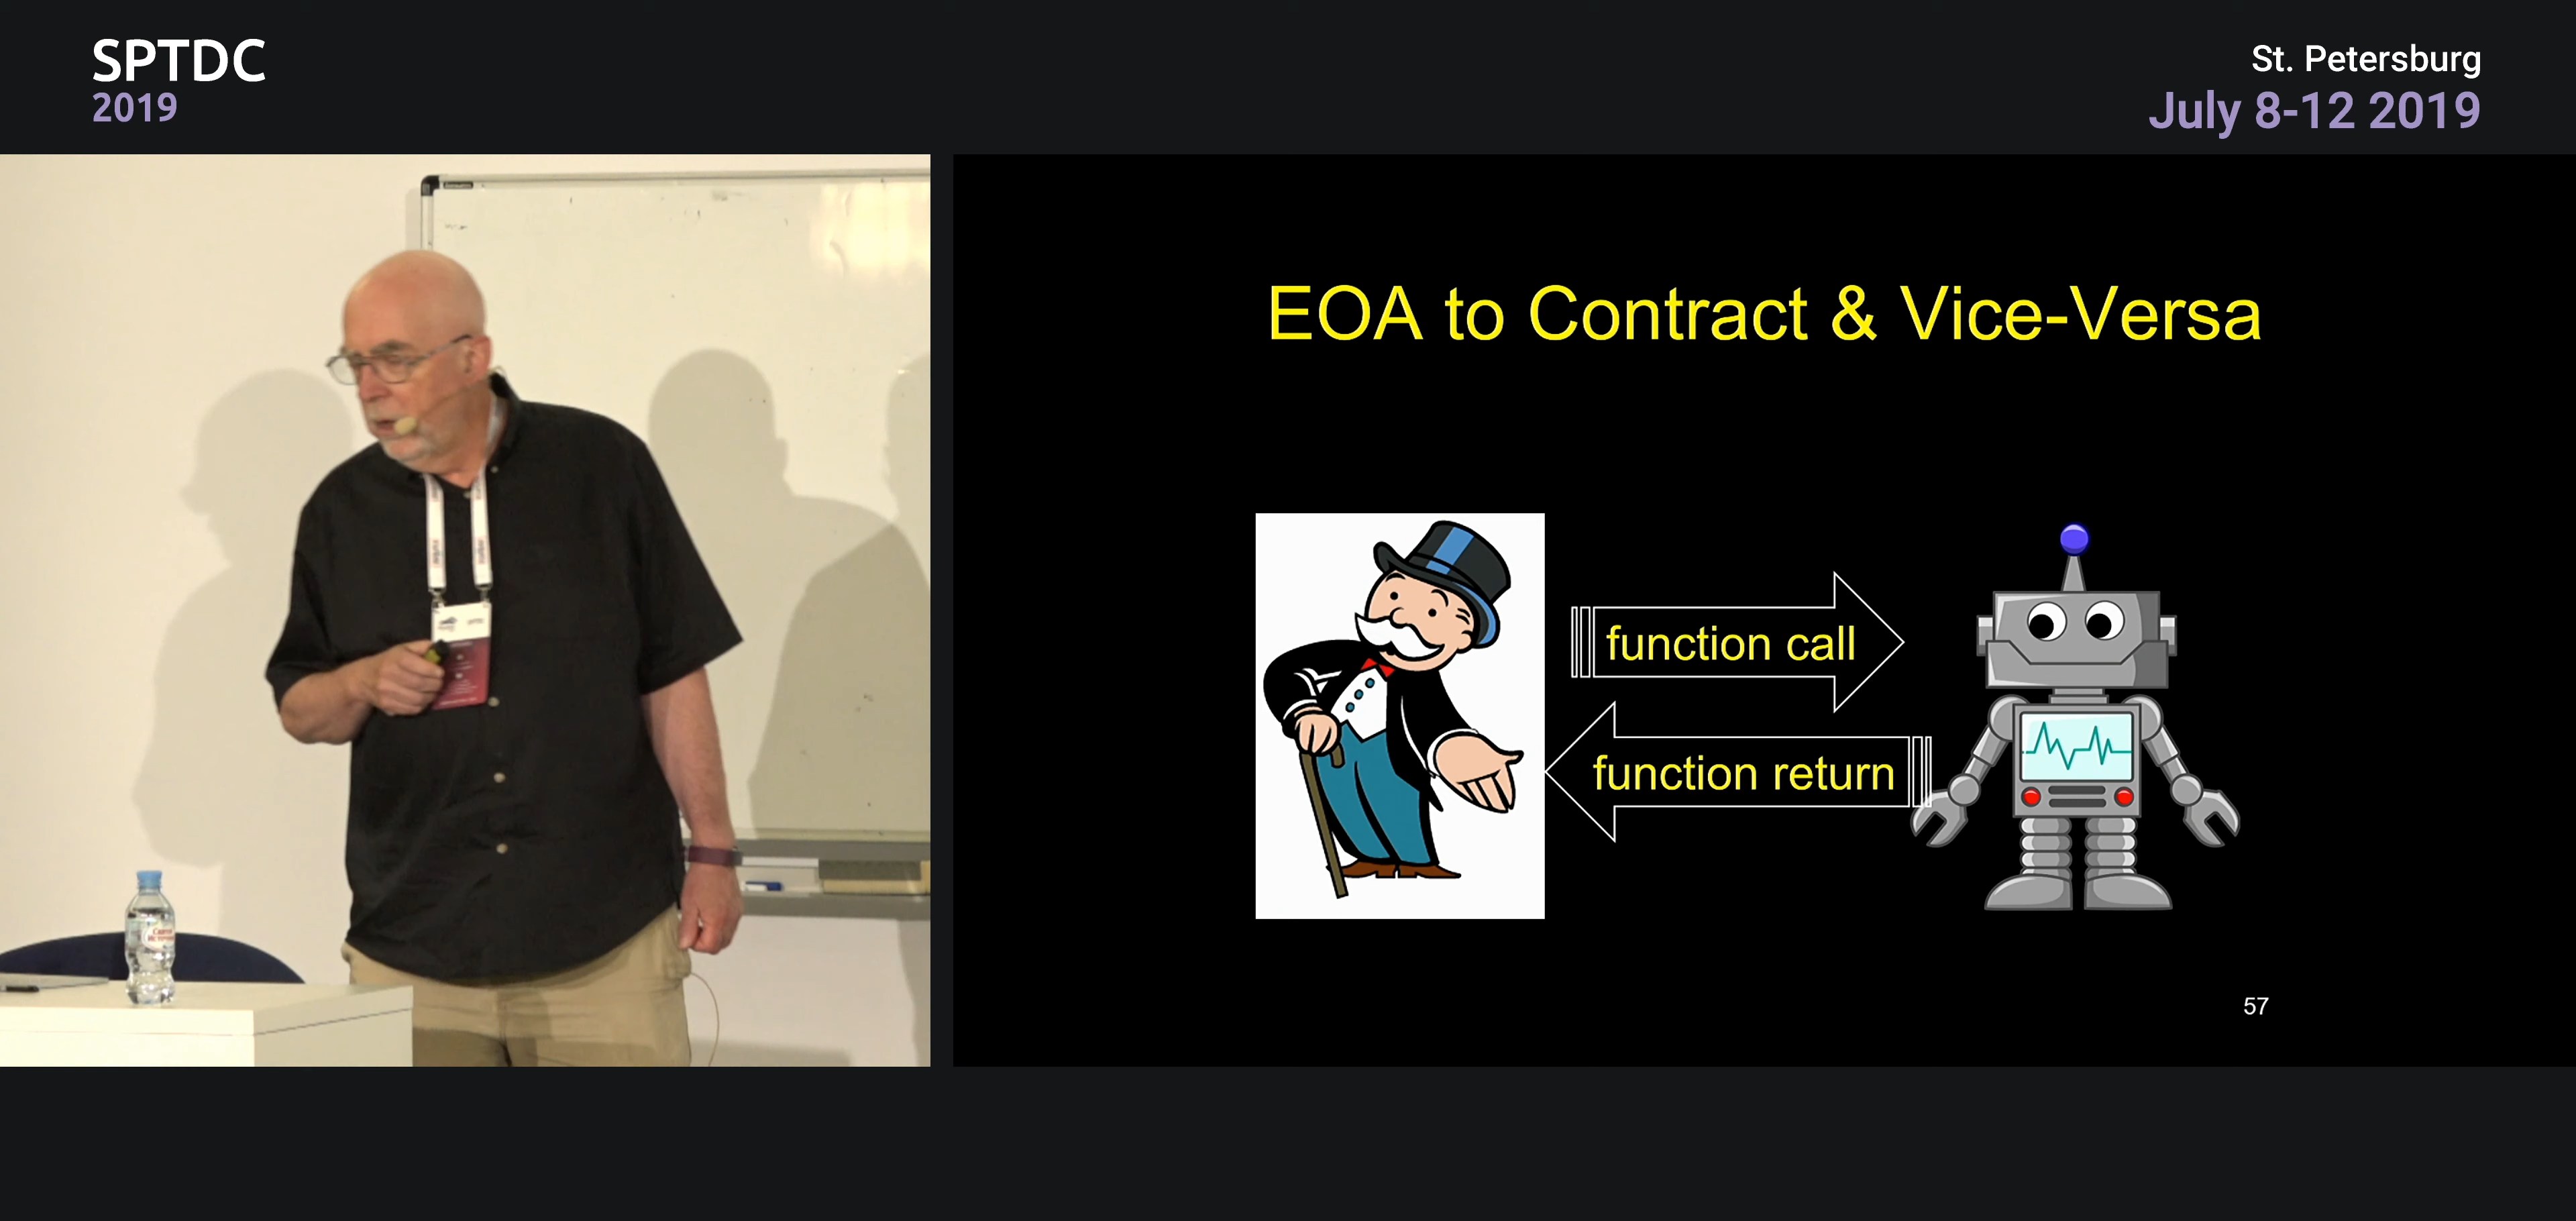 SPTDC
2019
St. Petersburg
July 8-12 2019
EOA to Contract & Vice-Versa
function call
function return
57